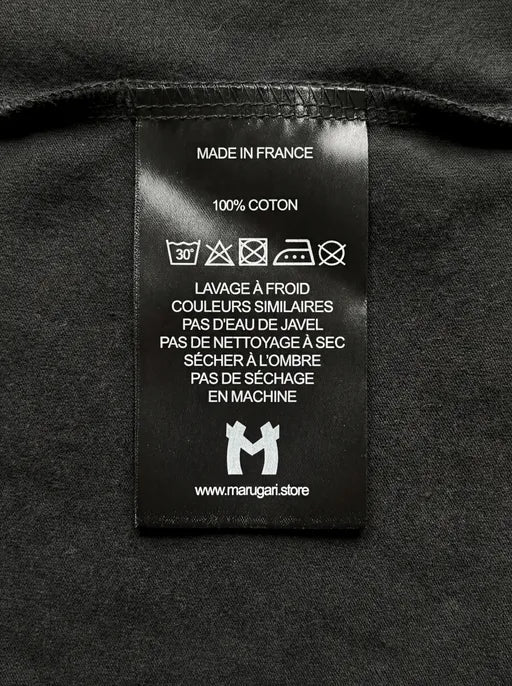 MADE IN FRANCE
100% COTON
30°
LAVAGE À FROID
COULEURS SIMILAIRES
PAS D'EAU DE JAVEL
PAS DE NETTOYAGE À SEC
SÉCHER À L'OMBRE
PAS DE SÉCHAGE
EN MACHINE
www.marugari.store